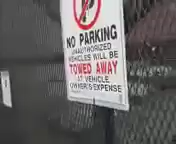 NO PARKING
UNAUTHORIZED
VEHICLES WILL BE
TOWED AWAY
AT VEHICLE
OWNER'S EXPENSE